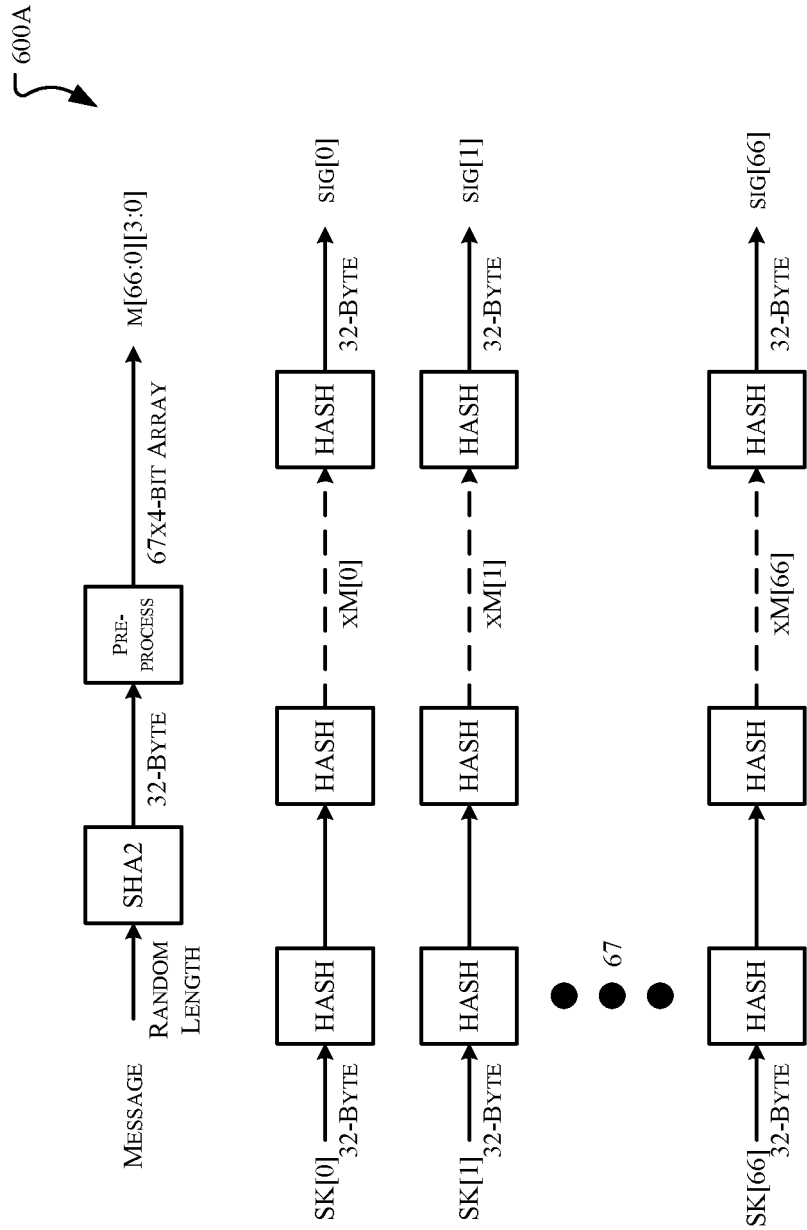 600A
MESSAGE
RANDOM
LENGTH
SHA2
32-BYTE
PRE-
PROCESS
67X4-BIT ARRAY
M[66:0][3:0]
SK[0]
32-BYTE
HASH
HASH
xM[0]
HASH
32-BYTE
SIG[0]
SK[1]
32-BYTE
HASH
HASH
xM[1]
HASH
32-BYTE
SIG[1]
67
SK[66]
32-BYTE
HASH
HASH
xM[66]
HASH
32-BYTE
SIG[66]